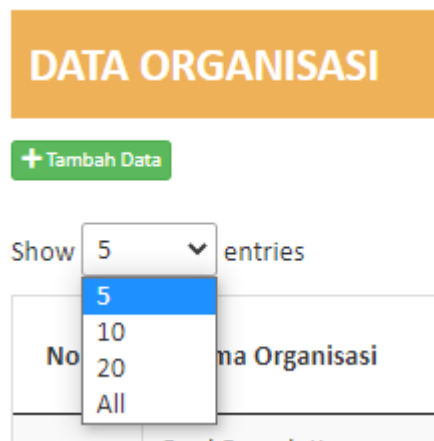 DATA ORGANISASI
+ Tambah Data
Show 5 entries
5
10
20
All
No
ma Organisasi